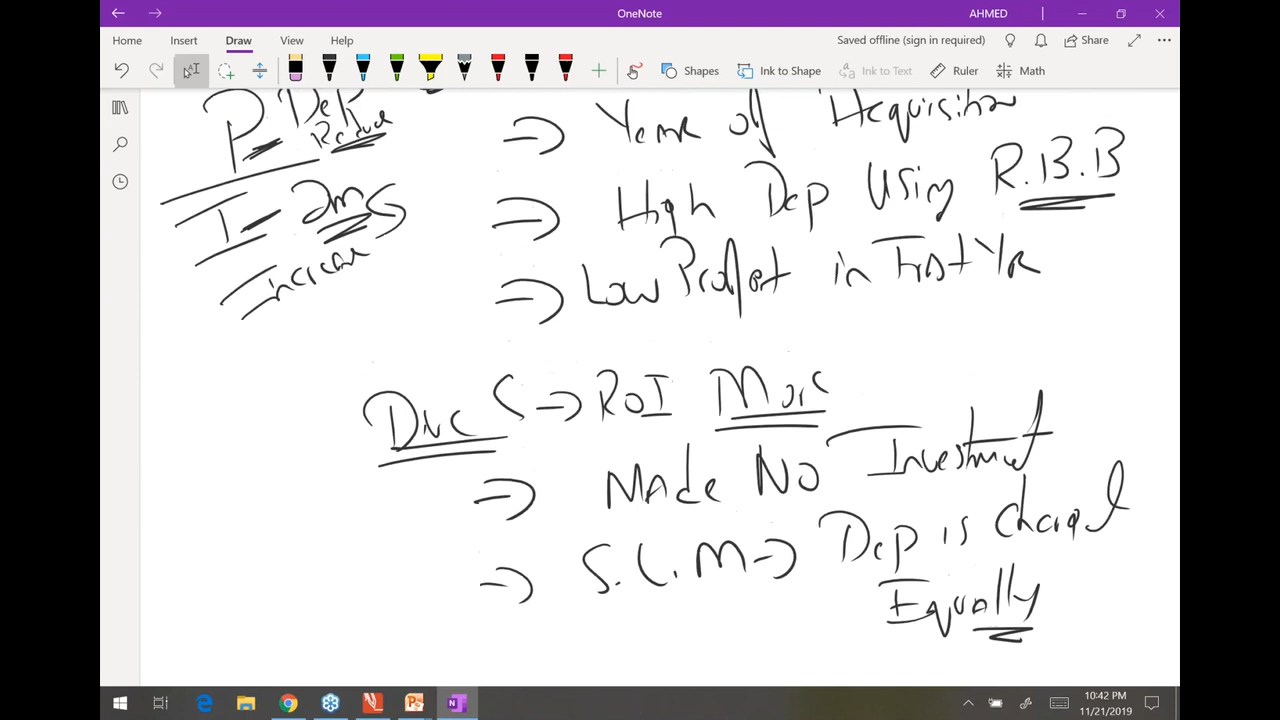 OneNote
AHMED
Home Insert Draw View Help
Saved offline (sign in required)
Share
Shapes
Ink to Shape
Ink to Text
Ruler
Math
P- Dep
Reduce
I- 2m
Increase
⇒ Year of Acquisition
⇒ High Dep Using R.B.B
⇒ Low Profit in First Yr
Div C ⇒ ROI More
⇒ Made No Investment
⇒ S.L.M ⇒ Dep is charged
Equally
10:42 PM
11/21/2019